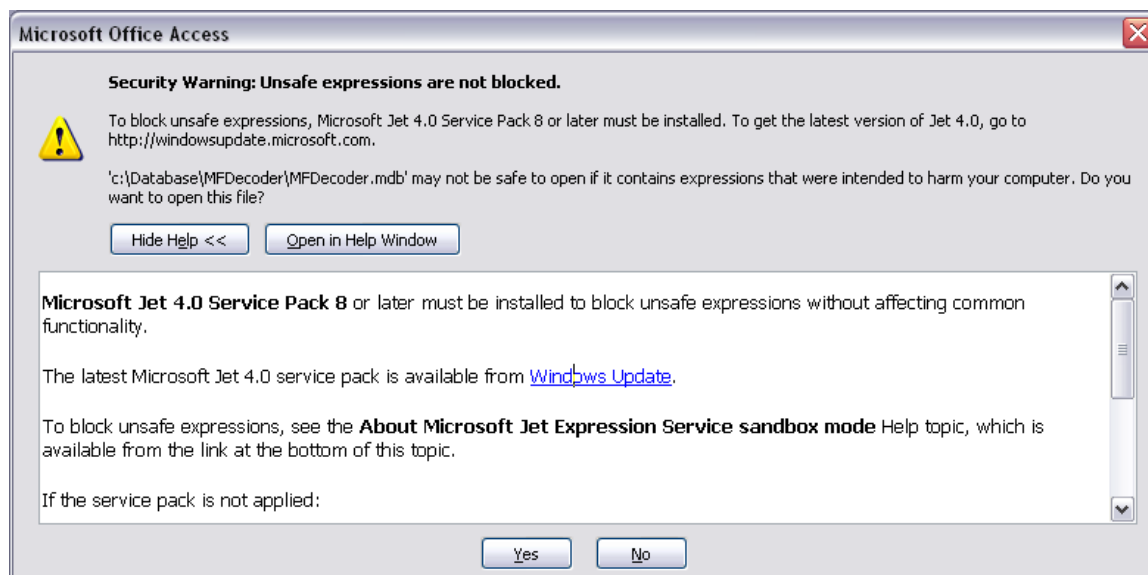 Microsoft Office Access
Security Warning: Unsafe expressions are not blocked.
To block unsafe expressions, Microsoft Jet 4.0 Service Pack 8 or later must be installed. To get the latest version of Jet 4.0, go to
http://windowsupdate.microsoft.com.
'c:\Database\MFDecoder\MFDecoder.mdb' may not be safe to open if it contains expressions that were intended to harm your computer. Do you
want to open this file?
Hide Help << Open in Help Window
Microsoft Jet 4.0 Service Pack 8 or later must be installed to block unsafe expressions without affecting common
functionality.
The latest Microsoft Jet 4.0 service pack is available from Windows Update.
To block unsafe expressions, see the About Microsoft Jet Expression Service sandbox mode Help topic, which is
available from the link at the bottom of this topic.
If the service pack is not applied:
Yes No